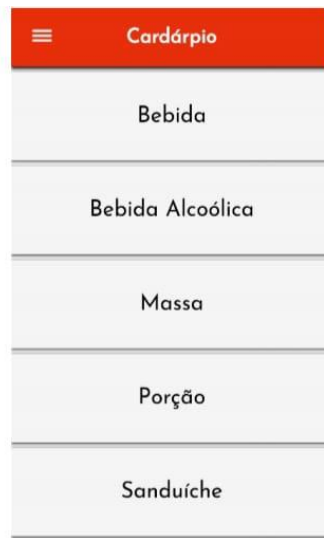 Cardárpio
Bebida
Bebida Alcoólica
Massa
Porção
Sanduíche